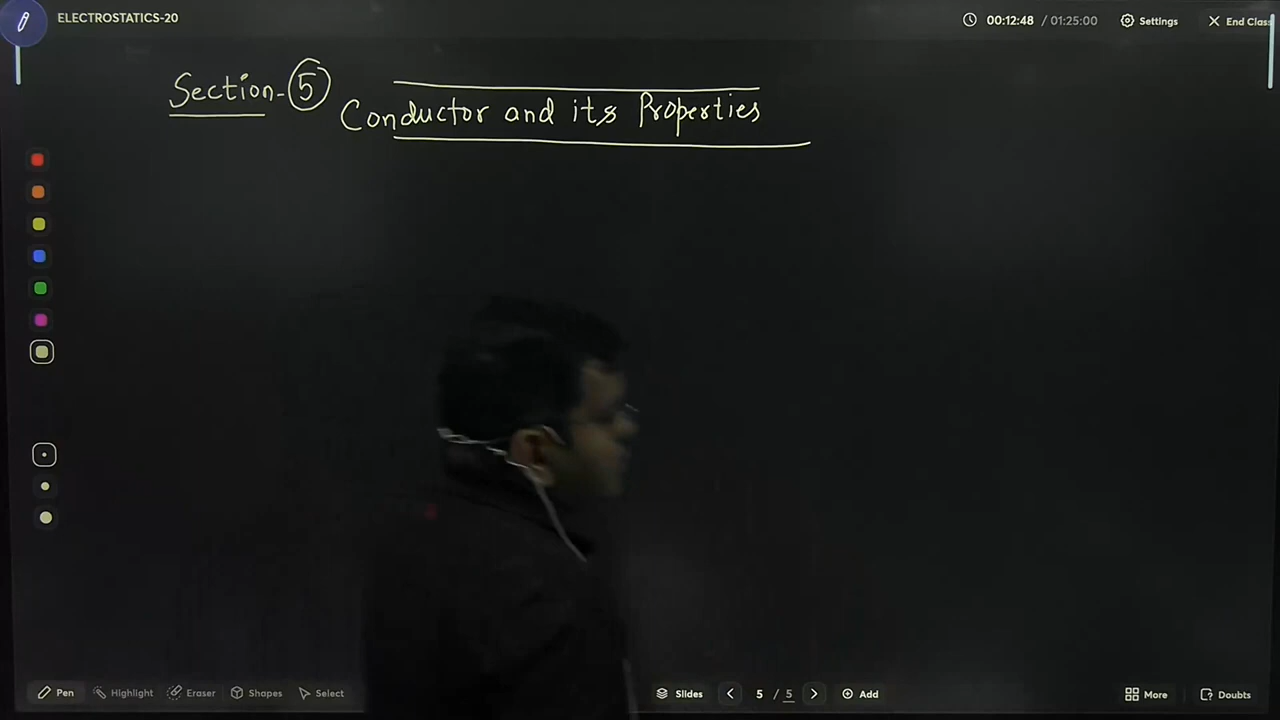 ELECTROSTATICS-20
00:12:48 / 01:25:00
Settings
End Class
Section-5
Conductor and its Properties
Pen
Highlight
Eraser
Shapes
Select
Slides
5 / 5
Add
More
Doubts